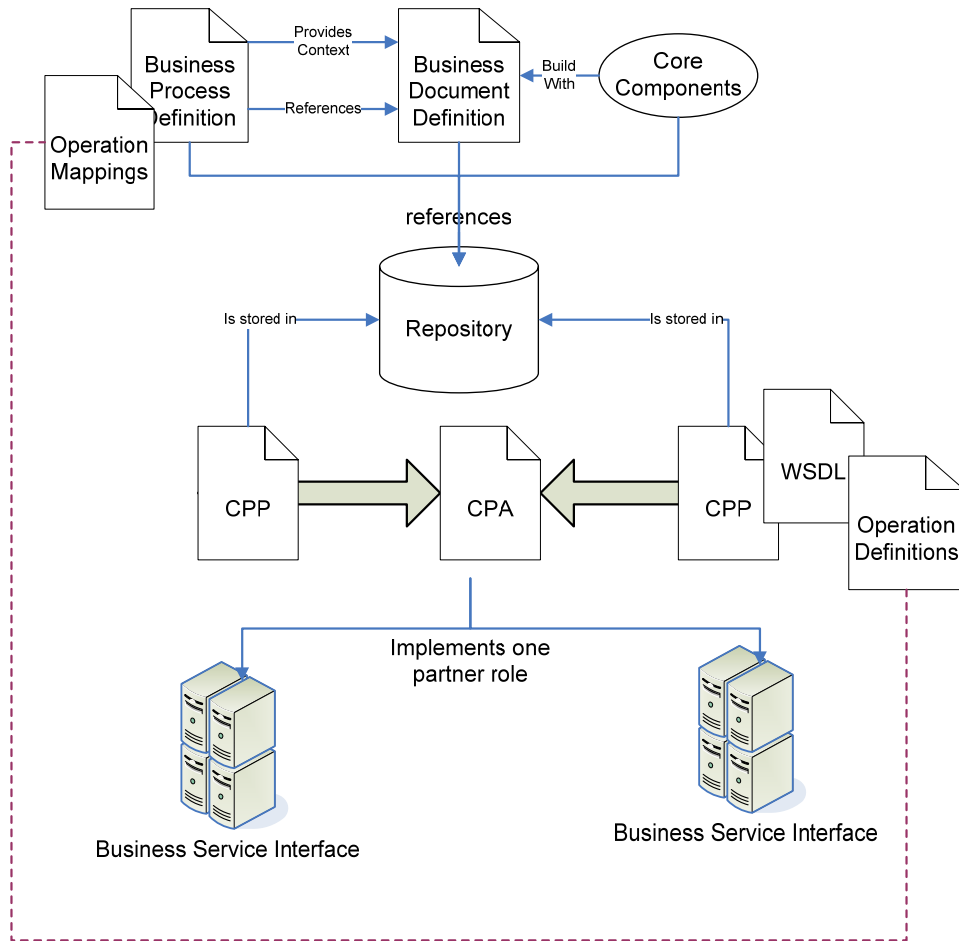 Provides
Context
Business
Process
Definition
References
Business
Document
Definition
Build
With
Core
Components
Operation
Mappings
references
Is stored in
Repository
Is stored in
CPP
CPA
CPP
WSDL
Operation
Definitions
Implements one
partner role
Business Service Interface
Business Service Interface